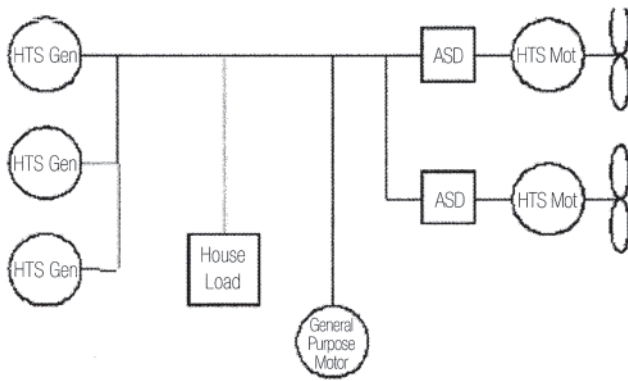 HTS Gen
ASD
HTS Mot
HTS Gen
ASD
HTS Mot
HTS Gen
House
Load
General
Purpose
Motor